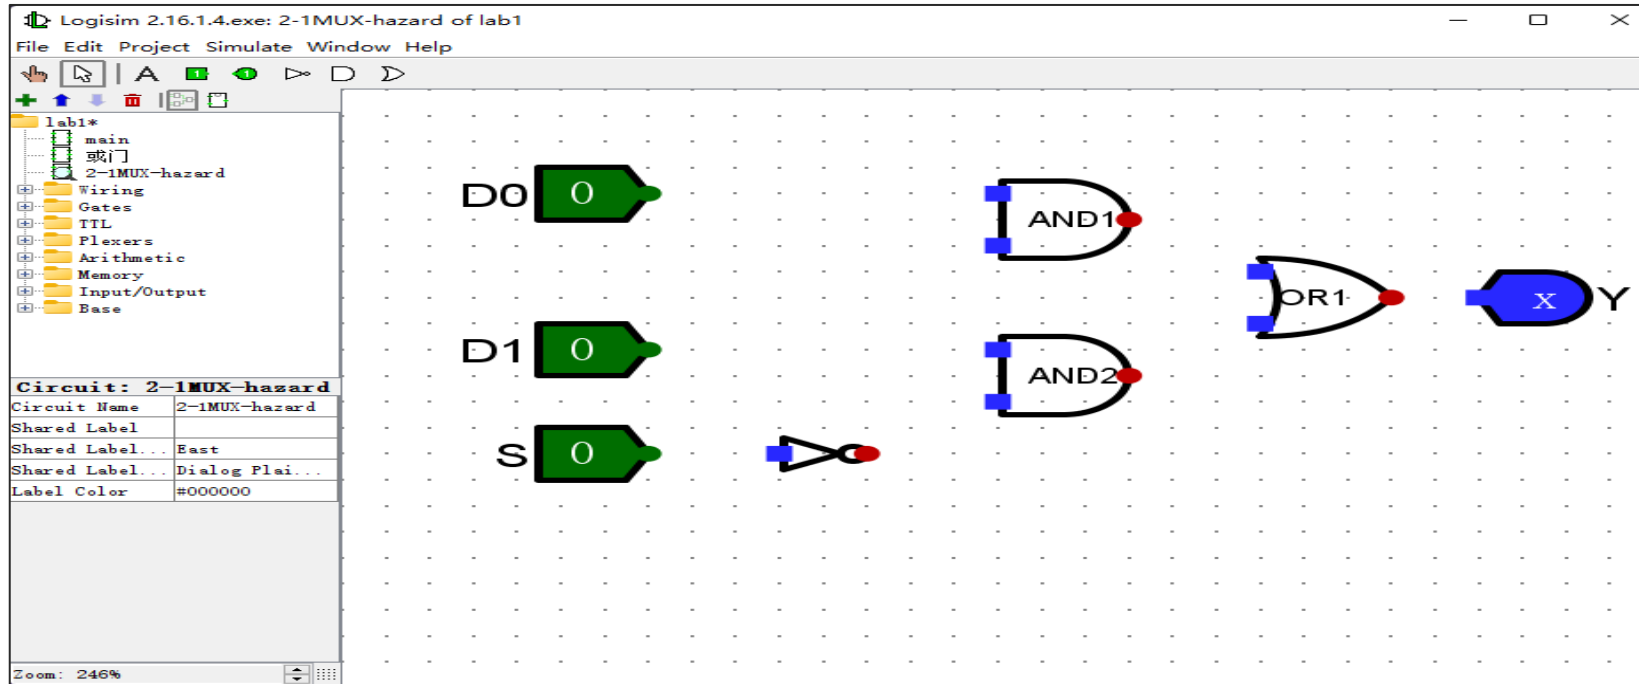 Logisim 2.16.1.4.exe: 2-1MUX-hazard of lab1
File Edit Project Simulate Window Help
A 1 1
lab1*
main
或门
2-1MUX-hazard
Wiring
Gates
TTL
Plexers
Arithmetic
Memory
Input/Output
Base
Circuit: 2-1MUX-hazard
Circuit Name 2-1MUX-hazard
Shared Label
Shared Label... East
Shared Label... Dialog Plai...
Label Color #000000
Zoom: 246%
D0 0
AND1
OR1
x Y
D1 0
AND2
S 0